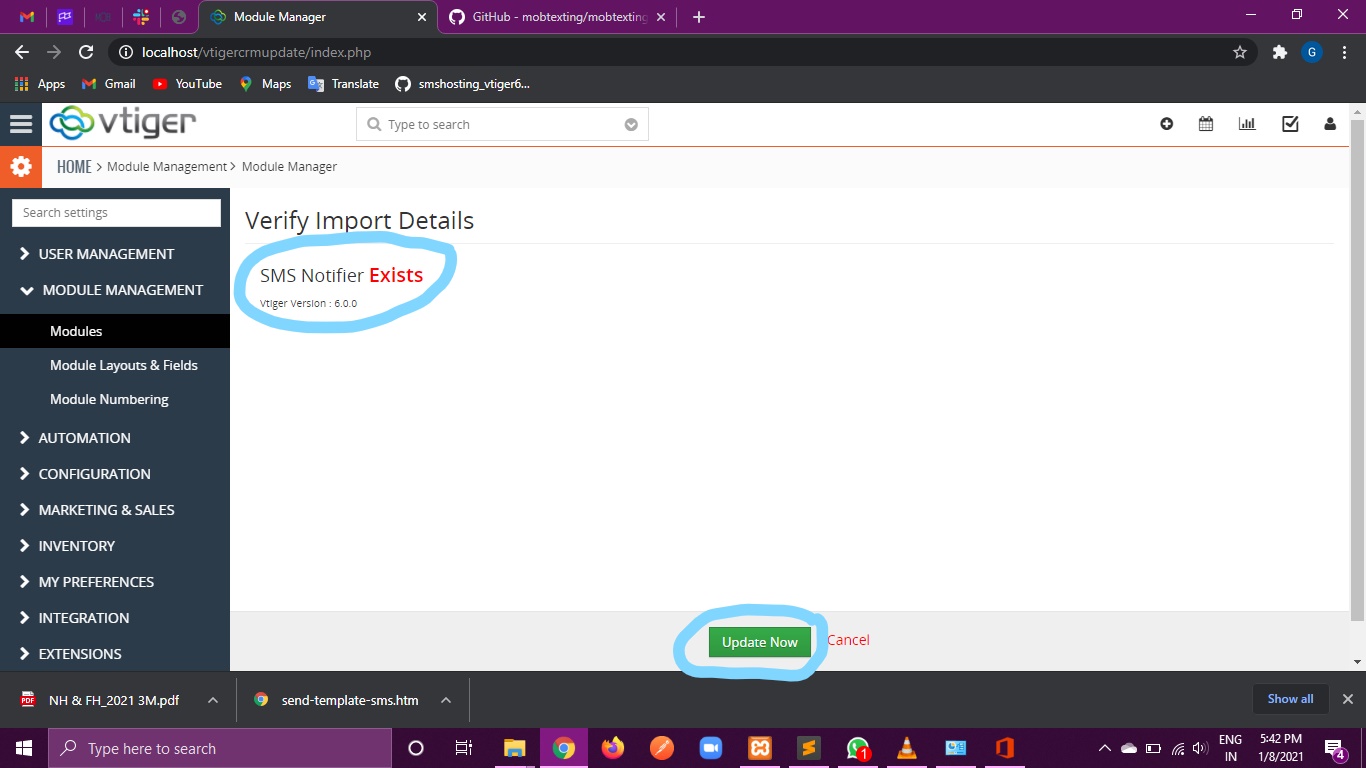 Module Manager
GitHub - mobtexting/mobtexting
localhost/vtigercrmupdate/index.php
G
Apps
Gmail
YouTube
Maps
Translate
smshosting_vtiger6...
vtiger
Type to search
HOME > Module Management > Module Manager
Search settings
USER MANAGEMENT
MODULE MANAGEMENT
Modules
Module Layouts & Fields
Module Numbering
AUTOMATION
CONFIGURATION
MARKETING & SALES
INVENTORY
MY PREFERENCES
INTEGRATION
EXTENSIONS
Verify Import Details
SMS Notifier Exists
Vtiger Version : 6.0.0
Update Now
Cancel
PDF
NH & FH_2021 3M.pdf
send-template-sms.htm
Show all
Type here to search
1
ENG
IN
5:42 PM
1/8/2021
4